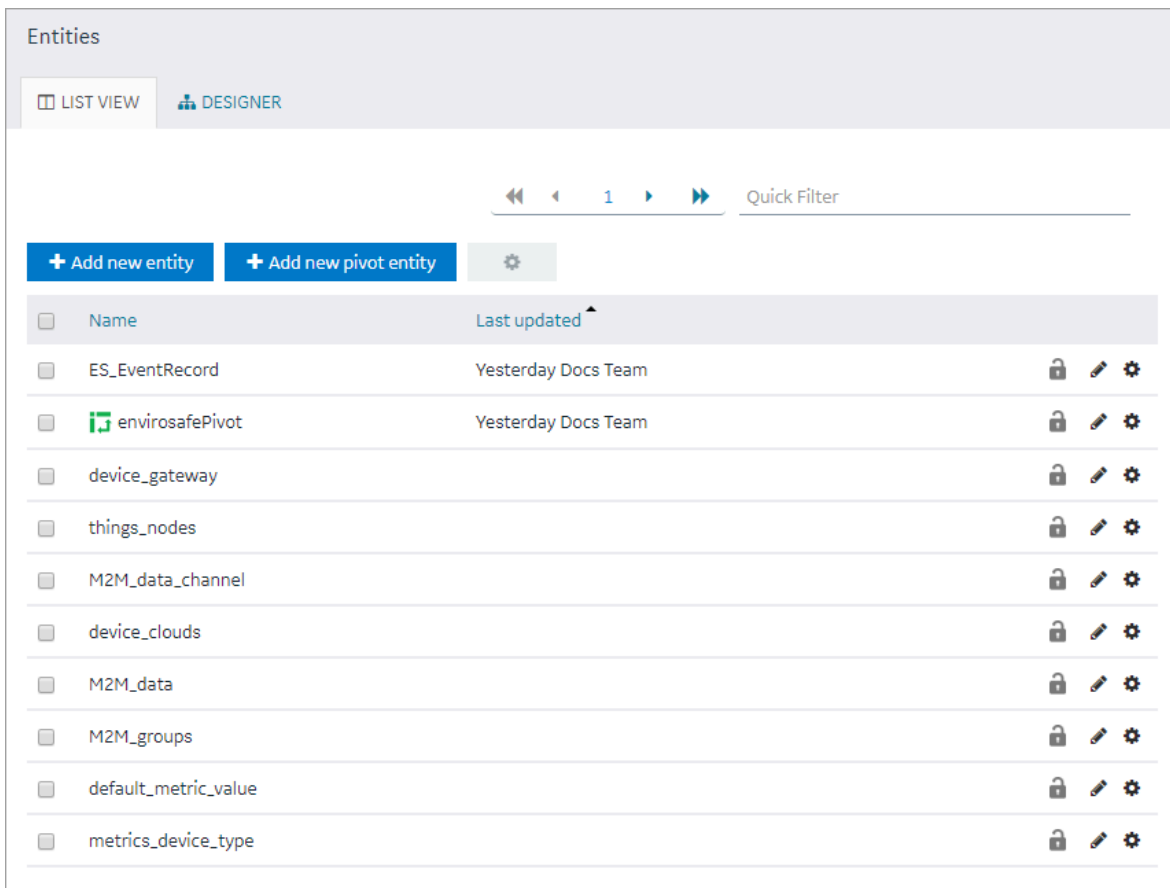 Entities
LIST VIEW DESIGNER
1 Quick Filter
Add new entity Add new pivot entity
Name Last updated
ES_EventRecord Yesterday Docs Team
envirosafePivot Yesterday Docs Team
device_gateway
things_nodes
M2M_data_channel
device_clouds
M2M_data
M2M_groups
default_metric_value
metrics_device_type